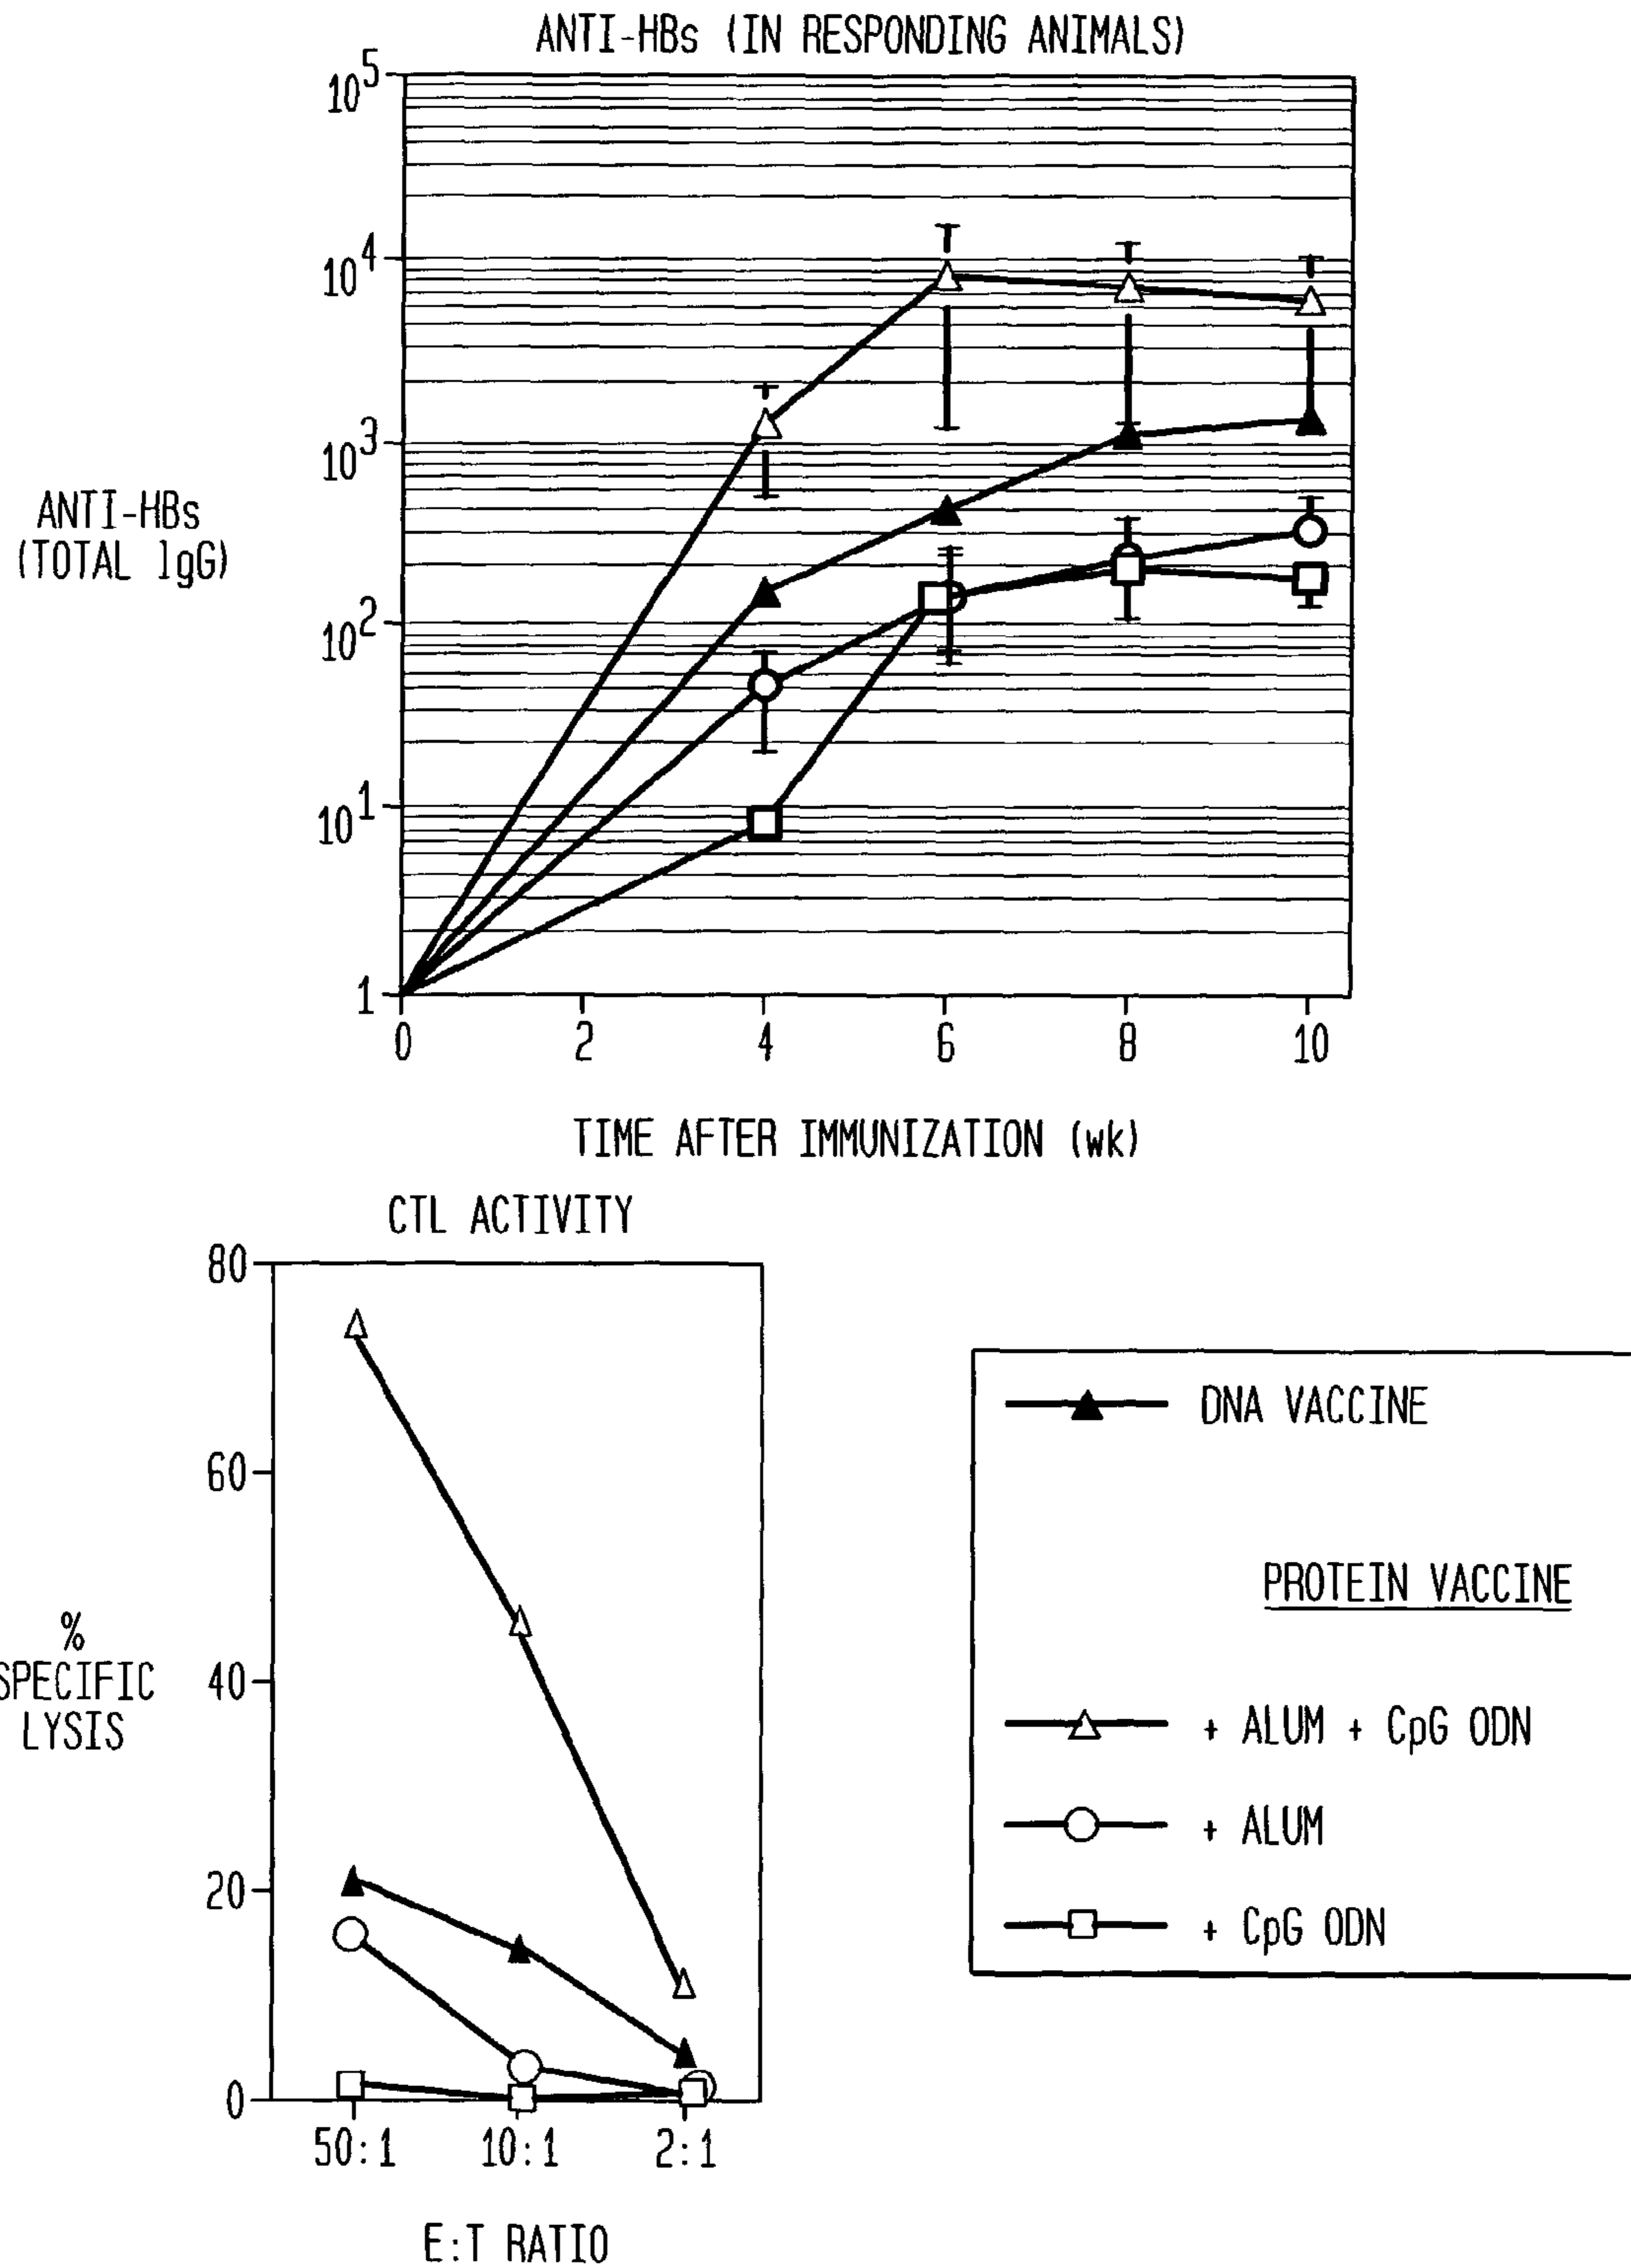 ANTI-HBs (IN RESPONDING ANIMALS)
10^5
10^4
10^3
10^2
10^1
1
ANTI-HBs
(TOTAL lgG)
0 2 4 6 8 10
TIME AFTER IMMUNIZATION (wk)
CTL ACTIVITY
80
60
40
20
0
%
SPECIFIC
LYSIS
50:1 10:1 2:1
E:T RATIO
DNA VACCINE
PROTEIN VACCINE
+ ALUM + CpG ODN
+ ALUM
+ CpG ODN